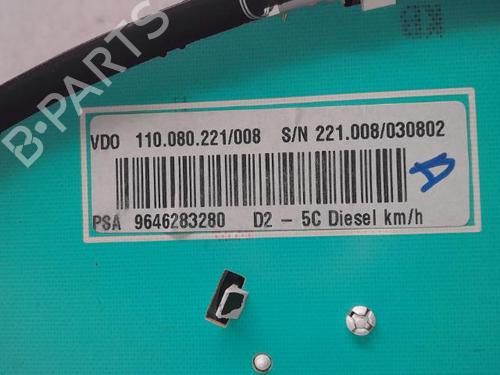 B-PARTS
VDO 110.080.221/008 S/N 221.008/030802
PSA 9646283280 D2 - 5C Diesel km/h